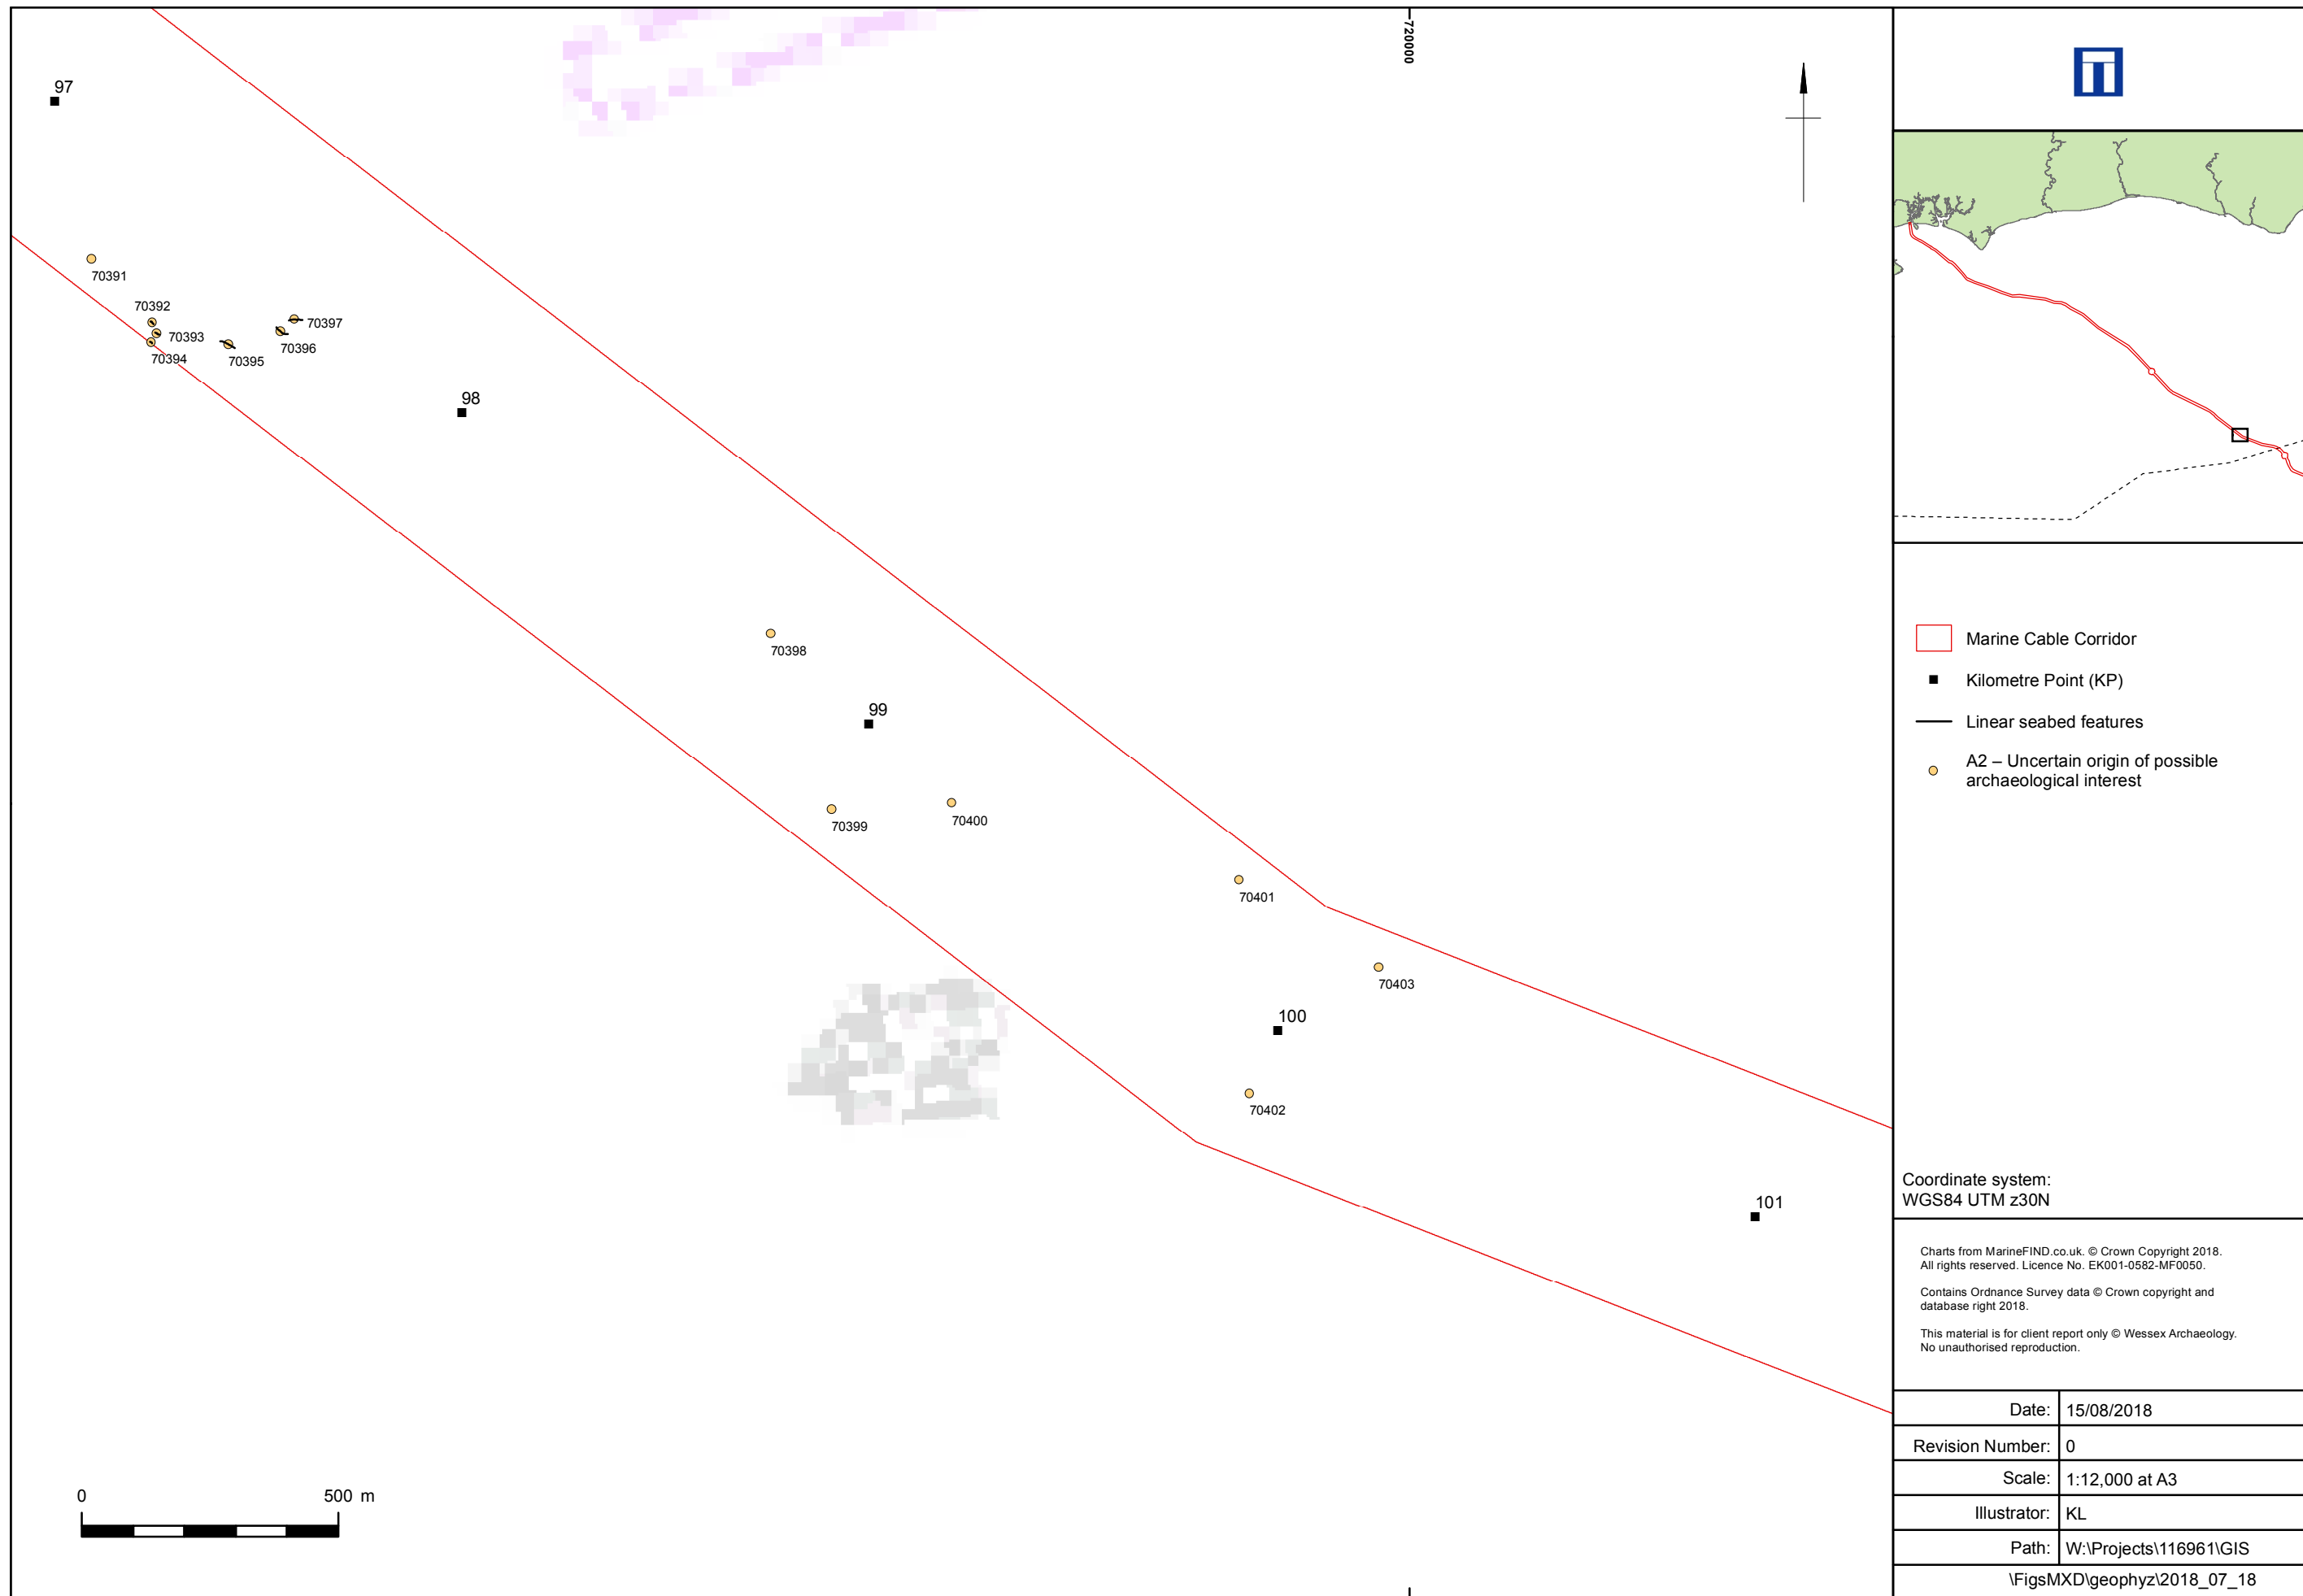 720000
97
70391
70392
70393
70394
70395
70396
70397
98
70398
99
70399
70400
70401
70403
100
70402
101
0 500 m
Marine Cable Corridor
Kilometre Point (KP)
Linear seabed features
A2 – Uncertain origin of possible
archaeological interest
Coordinate system:
WGS84 UTM z30N
Charts from MarineFIND.co.uk. © Crown Copyright 2018.
All rights reserved. Licence No. EK001-0582-MF0050.
Contains Ordnance Survey data © Crown copyright and
database right 2018.
This material is for client report only © Wessex Archaeology.
No unauthorised reproduction.
Date: 15/08/2018
Revision Number: 0
Scale: 1:12,000 at A3
Illustrator: KL
Path: W:\Projects\116961\GIS
\FigsMXD\geophyz\2018_07_18